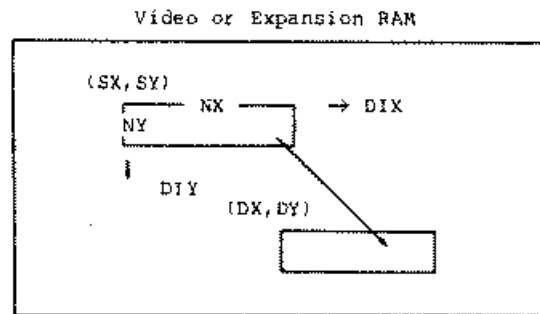 Video or Expansion RAM
(SX,SY)
NX → DIX
NY
DIY
(DX,DY)